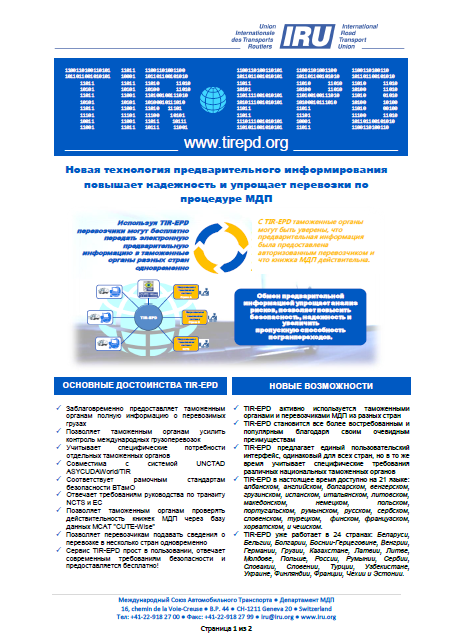 Union
Internationale
des Transports
Routiers
IRU
International
Road
Transport
Union
www.tirepd.org
Новая технология предварительного информирования
повышает надежность и упрощает перевозки по
процедуре МДП
Используя TIR-EPD
перевозчики могут бесплатно
передать электронную
предварительную
информацию в таможенные
органы разных стран
одновременно
С TIR-EPD таможенные органы
могут быть уверены, что
предварительная информация
была предоставлена
авторизованным перевозчиком и
что книжка МДП действительна.
TIR-EPD
Обмен предварительной
информацией упрощает анализ
рисков, позволяет повысить
безопасность, надежность и
увеличить
пропускную способность
погранпереходов.
ОСНОВНЫЕ ДОСТОИНСТВА TIR-EPD
✓ Заблаговременно предоставляет таможенным
органам полную информацию о перевозимых
грузах
✓ Позволяет таможенным органам усилить
контроль международных грузоперевозок
✓ Учитывает специфические потребности
отдельных таможенных органов
✓ Совместима с системой UNCTAD
ASYCUDAWorld/TIR
✓ Соответствует рамочным стандартам
безопасности ВТамО
✓ Отвечает требованиям руководства по транзиту
NCTS и ЕС
✓ Позволяет таможенным органам проверять
действительность книжек МДП через базу
данных МСАТ "CUTE-Wise"
✓ Позволяет перевозчикам подавать сведения о
перевозке в несколько стран одновременно
✓ Сервис TIR-EPD прост в пользовании, отвечает
современным требованиям безопасности и
предоставляется бесплатно!
НОВЫЕ ВОЗМОЖНОСТИ
✓ TIR-EPD активно используется таможенными
органами и перевозчиками МДП из разных стран
✓ TIR-EPD становится все более востребованным и
популярным благодаря своим очевидным
преимуществам
✓ TIR-EPD предлагает единый пользовательский
интерфейс, одинаковый для всех стран, но в то же
время учитывает специфические требования
различных национальных таможенных органов
✓ TIR-EPD в настоящее время доступно на 21 языке:
албанском, английском, болгарском, венгерском,
грузинском, испанском, итальянском, литовском,
македонском, немецком, польском,
португальском, румынском, русском, сербском,
словенском, турецком, финском, французском,
хорватском, и чешском.
✓ TIR-EPD уже работает в 24 странах: Беларуси,
Бельгии, Болгарии, Боснии-Герцеговине, Венгрии,
Германии, Грузии, Казахстане, Латвии, Литве,
Молдове, Польше, России, Румынии, Сербии,
Словакии, Словении, Турции, Узбекистане,
Украине, Финляндии, Франции, Чехии и Эстонии.
Международный Союз Автомобильного Транспорта ● Департамент МДП
16, chemin de la Voie-Creuse ● B.P. 44 ● CH-1211 Geneva 20 ● Switzerland
Тел: +41-22-918 27 00 ● Факс: +41-22-918 27 99 ● iru@iru.org ● www.iru.org
Страница 1 из 2